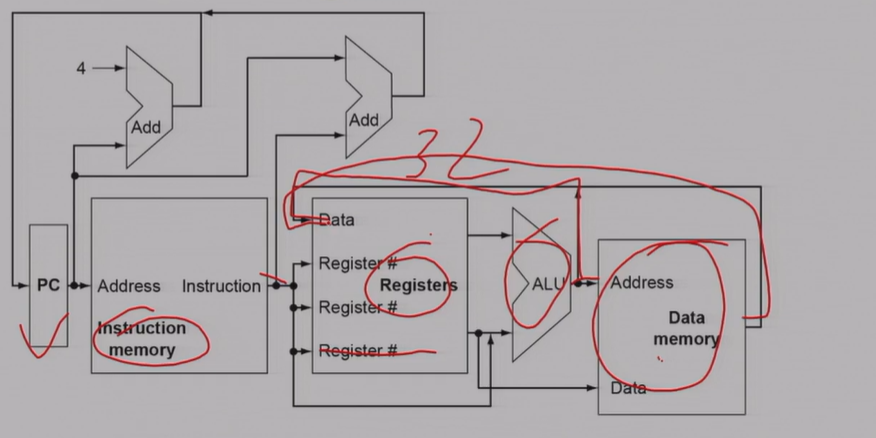 32
4
Add
Add
Data
PC
Address
Instruction
Register #
Registers
Register #
Register #
Instruction
memory
ALU
Address
Data
memory
Data